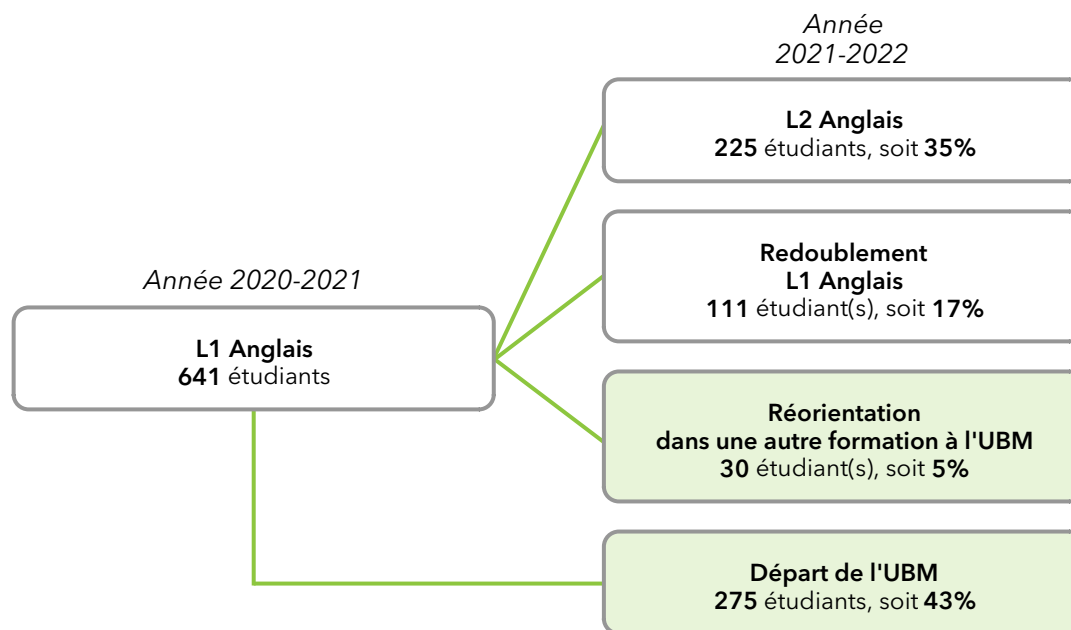 Année
2021-2022
L2 Anglais
225 étudiants, soit 35%
Redoublement
L1 Anglais
111 étudiant(s), soit 17%
Année 2020-2021
L1 Anglais
641 étudiants
Réorientation
dans une autre formation à l'UBM
30 étudiant(s), soit 5%
Départ de l'UBM
275 étudiants, soit 43%